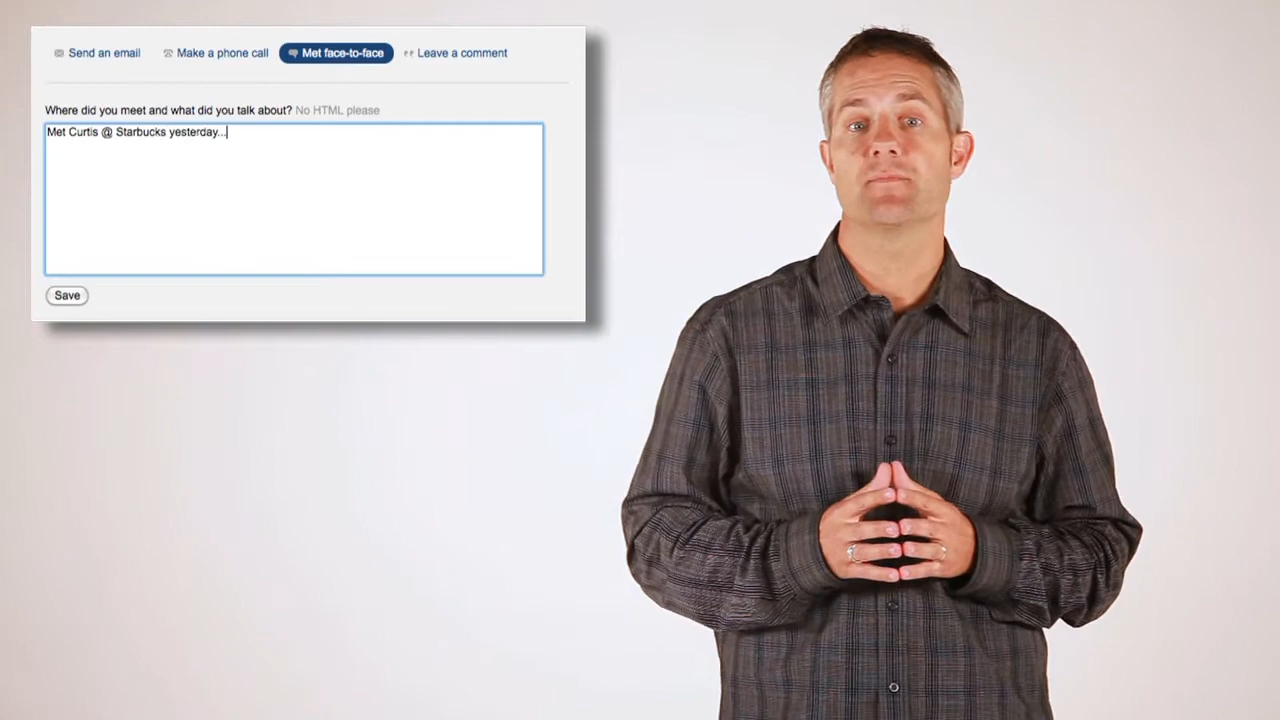 Send an email Make a phone call Met face-to-face Leave a comment
Where did you meet and what did you talk about? No HTML please
Met Curtis @ Starbucks yesterday...
Save